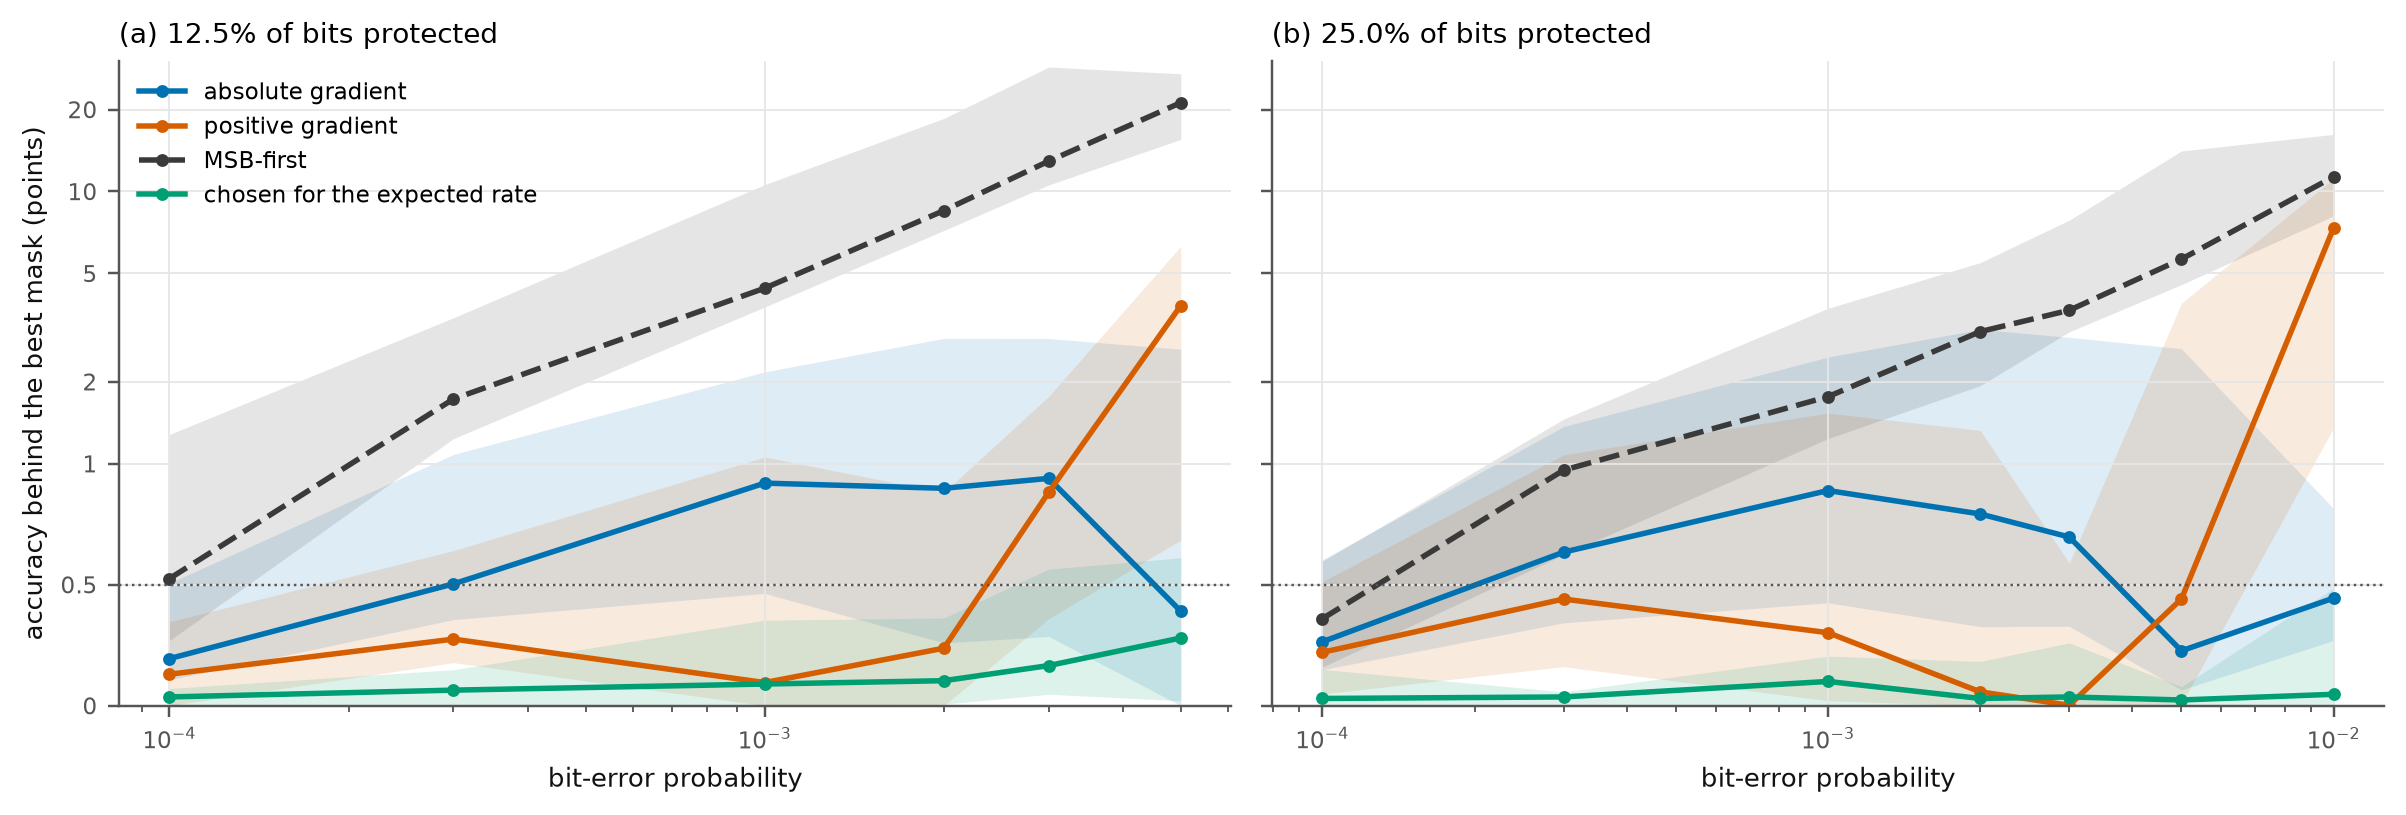 (a) 12.5% of bits protected
absolute gradient
positive gradient
MSB-first
chosen for the expected rate
accuracy behind the best mask (points)
20
10
5
2
1
0.5
0
10⁻⁴
10⁻³
bit-error probability
(b) 25.0% of bits protected
10⁻⁴
10⁻³
10⁻²
bit-error probability